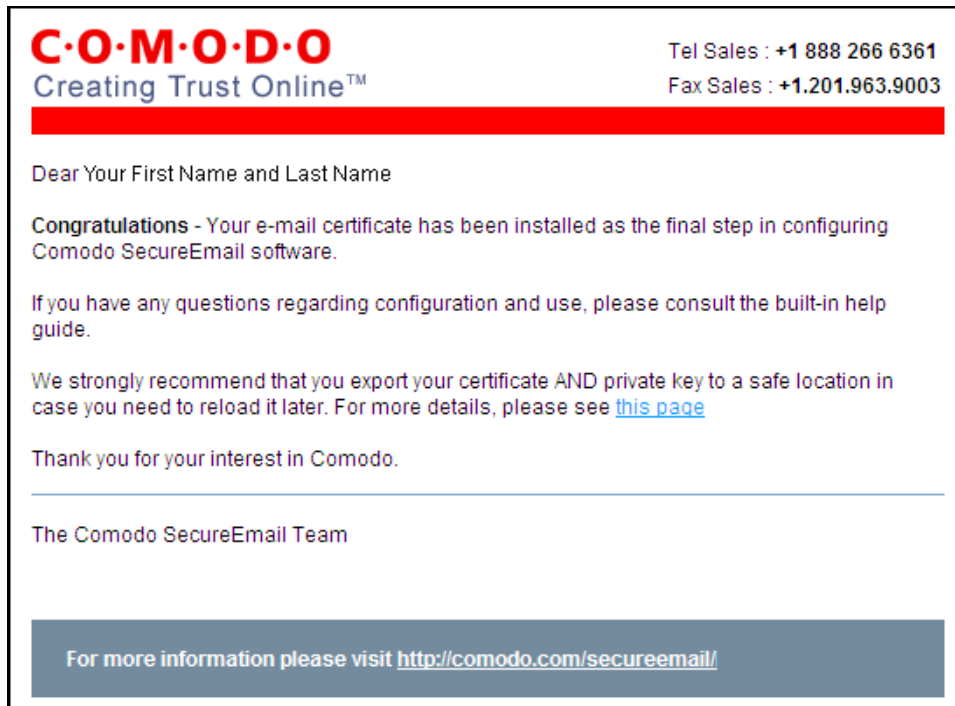 C·O·M·O·D·O
Creating Trust Online™
Tel Sales : +1 888 266 6361
Fax Sales : +1.201.963.9003
Dear Your First Name and Last Name
Congratulations - Your e-mail certificate has been installed as the final step in configuring
Comodo SecureEmail software.
If you have any questions regarding configuration and use, please consult the built-in help
guide.
We strongly recommend that you export your certificate AND private key to a safe location in
case you need to reload it later. For more details, please see this page
Thank you for your interest in Comodo.
The Comodo SecureEmail Team
For more information please visit http://comodo.com/secureemail/